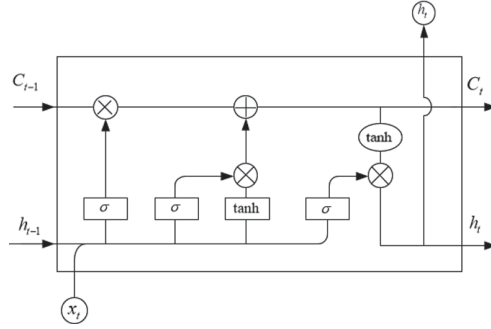 h_t
C_{t-1}
C_t
tanh
σ
σ
tanh
σ
h_{t-1}
h_t
x_t